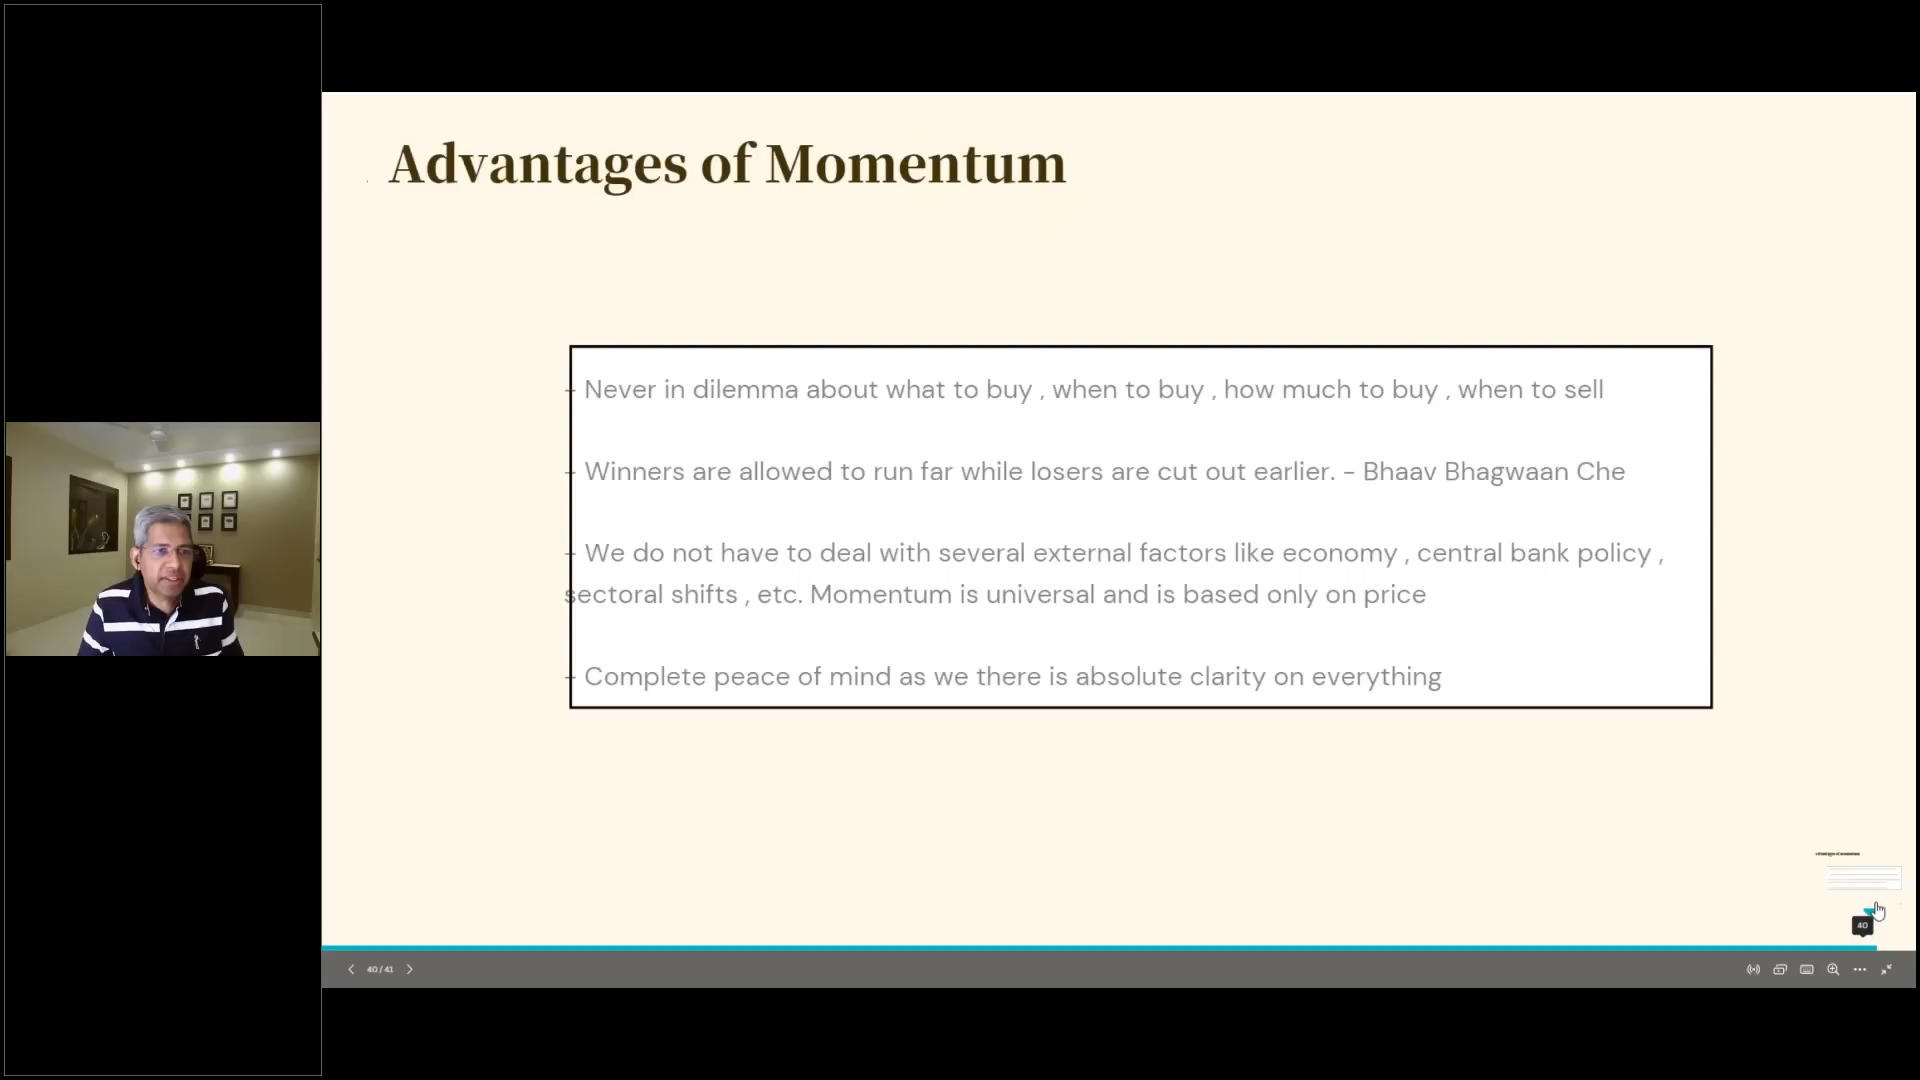 Advantages of Momentum
- Never in dilemma about what to buy , when to buy , how much to buy , when to sell
- Winners are allowed to run far while losers are cut out earlier. - Bhaav Bhagwaan Che
- We do not have to deal with several external factors like economy , central bank policy ,
sectoral shifts , etc. Momentum is universal and is based only on price
- Complete peace of mind as we there is absolute clarity on everything
40
40 / 41